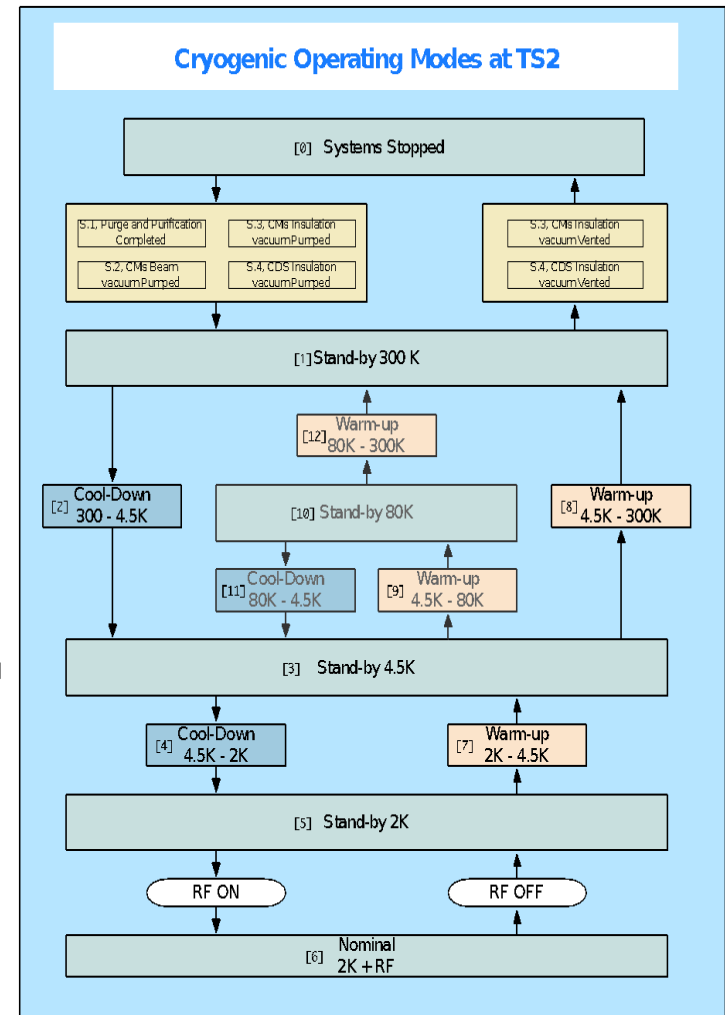 Cryogenic Operating Modes at TS2
[0] Systems Stopped
S.1, Purge and Purification
Completed
S.3, CMs Insulation
vacuum Pumped
S.2, CMs Beam
vacuum Pumped
S.4, CDS Insulation
vacuum Pumped
S.3, CMs Insulation
vacuum Vented
S.4, CDS Insulation
vacuum Vented
[1] Stand-by 300 K
[12] Warm-up
80K - 300K
[2] Cool-Down
300 - 4.5K
[10] Stand-by 80K
[8] Warm-up
4.5K - 300K
[11] Cool-Down
80K - 4.5K
[9] Warm-up
4.5K - 80K
[3] Stand-by 4.5K
[4] Cool-Down
4.5K - 2K
[7] Warm-up
2K - 4.5K
[5] Stand-by 2K
RF ON
RF OFF
[6] Nominal
2K + RF